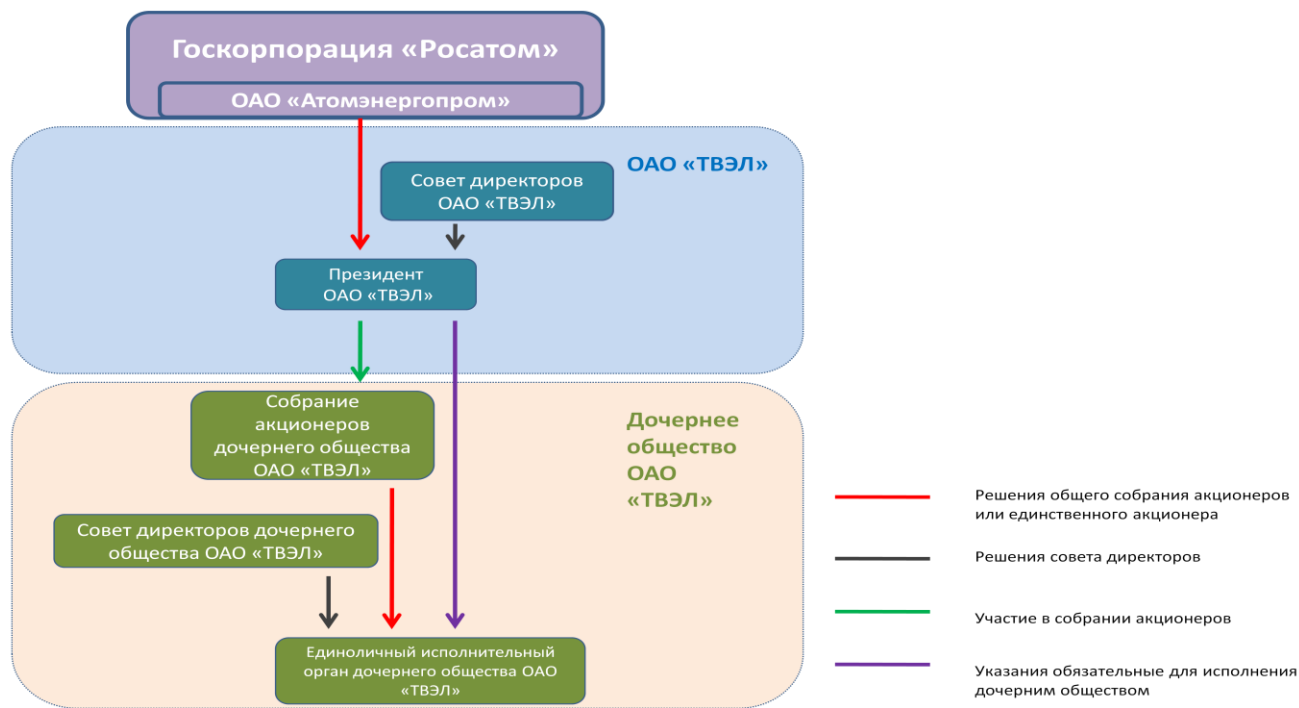 Госкорпорация «Росатом»
ОАО «Атомэнергопром»
ОАО «ТВЭЛ»
Совет директоров
ОАО «ТВЭЛ»
Президент
ОАО «ТВЭЛ»
Собрание
акционеров
дочернего общества
ОАО «ТВЭЛ»
Дочернее
общество
ОАО
«ТВЭЛ»
Совет директоров дочернего
общества ОАО «ТВЭЛ»
Единоличный исполнительный
орган дочернего общества ОАО
«ТВЭЛ»
Решения общего собрания акционеров
или единственного акционера
Решения совета директоров
Участие в собрании акционеров
Указания обязательные для исполнения
дочерним обществом